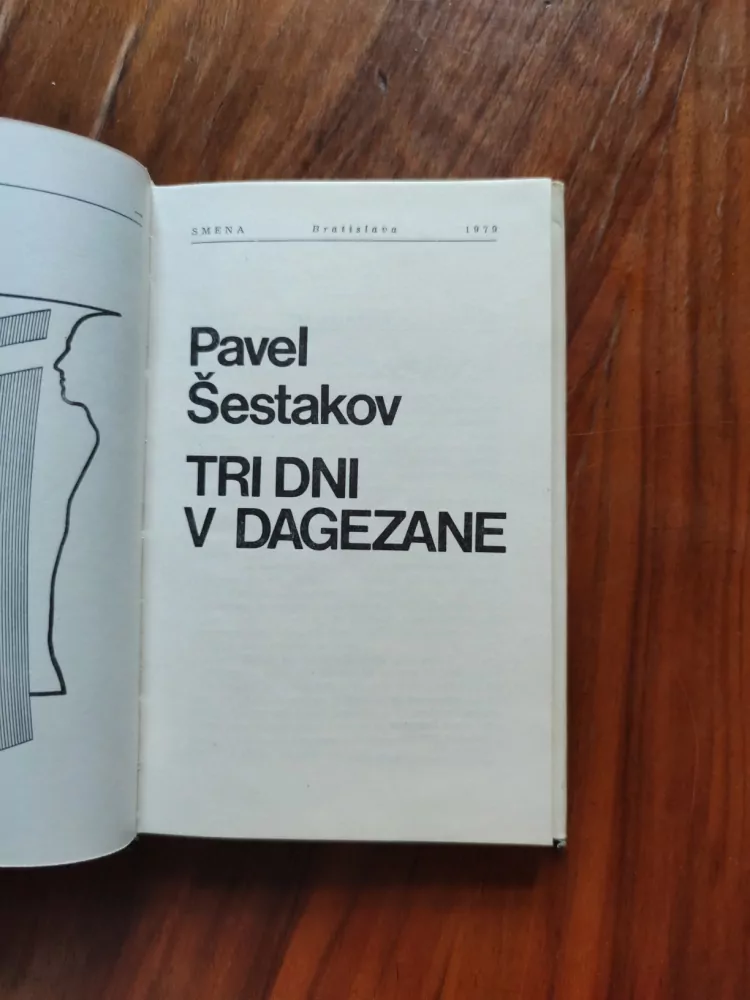 SMENA Bratislava 1979
Pavel
Šestakov
TRI DNI
V DAGEZANE